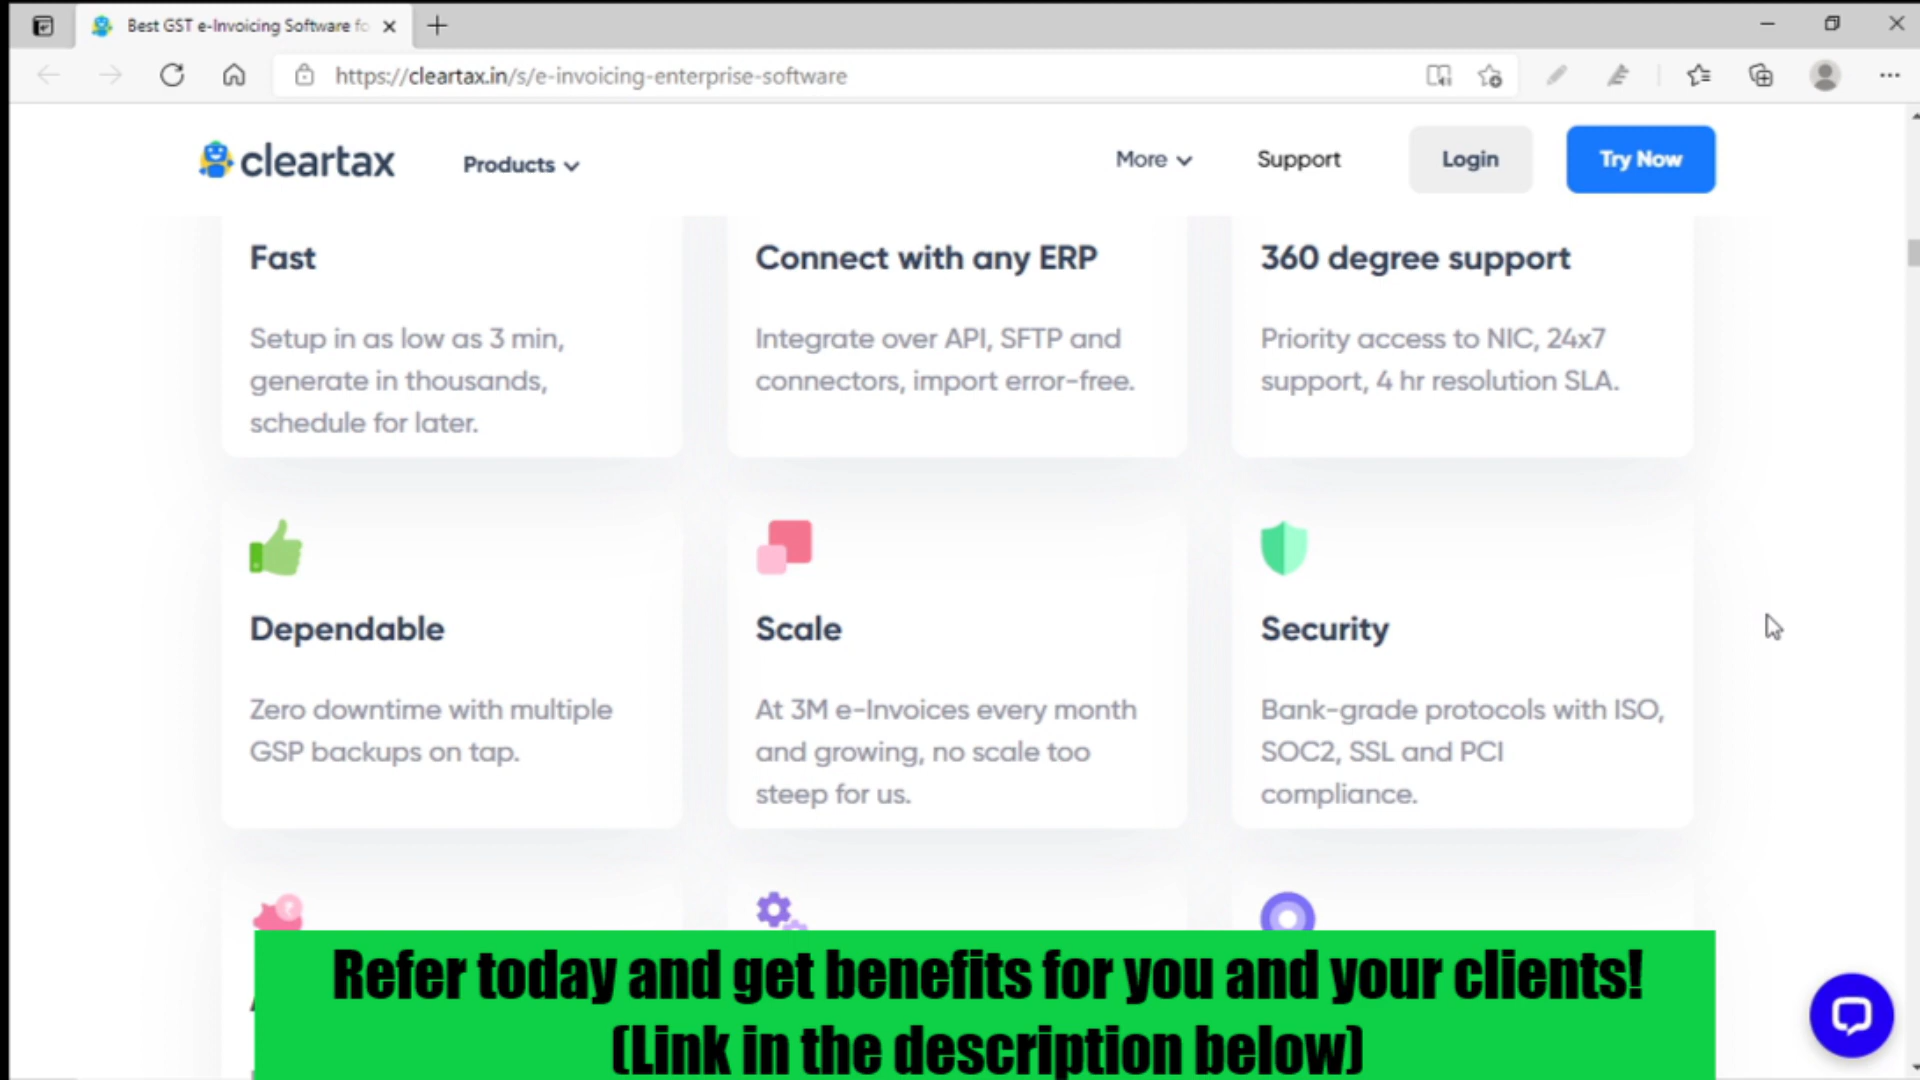 Best GST e-Invoicing Software fo
https://cleartax.in/s/e-invoicing-enterprise-software
cleartax
Products
More
Support
Login
Try Now
Fast
Setup in as low as 3 min,
generate in thousands,
schedule for later.
Connect with any ERP
Integrate over API, SFTP and
connectors, import error-free.
360 degree support
Priority access to NIC, 24x7
support, 4 hr resolution SLA.
Dependable
Zero downtime with multiple
GSP backups on tap.
Scale
At 3M e-Invoices every month
and growing, no scale too
steep for us.
Security
Bank-grade protocols with ISO,
SOC2, SSL and PCI
compliance.
Refer today and get benefits for you and your clients!
(Link in the description below)